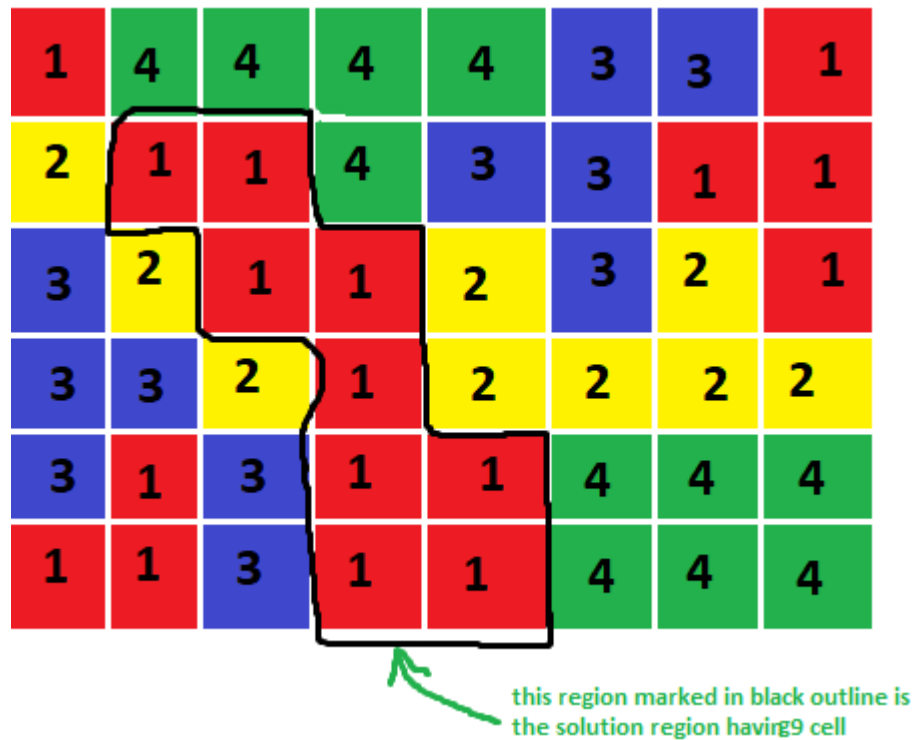 1 4 4 4 4 3 3 1
2 1 1 4 3 3 1 1
3 2 1 1 2 3 2 1
3 3 2 1 2 2 2 2
3 1 3 1 1 4 4 4
1 1 3 1 1 4 4 4
this region marked in black outline is
the solution region having9 cell